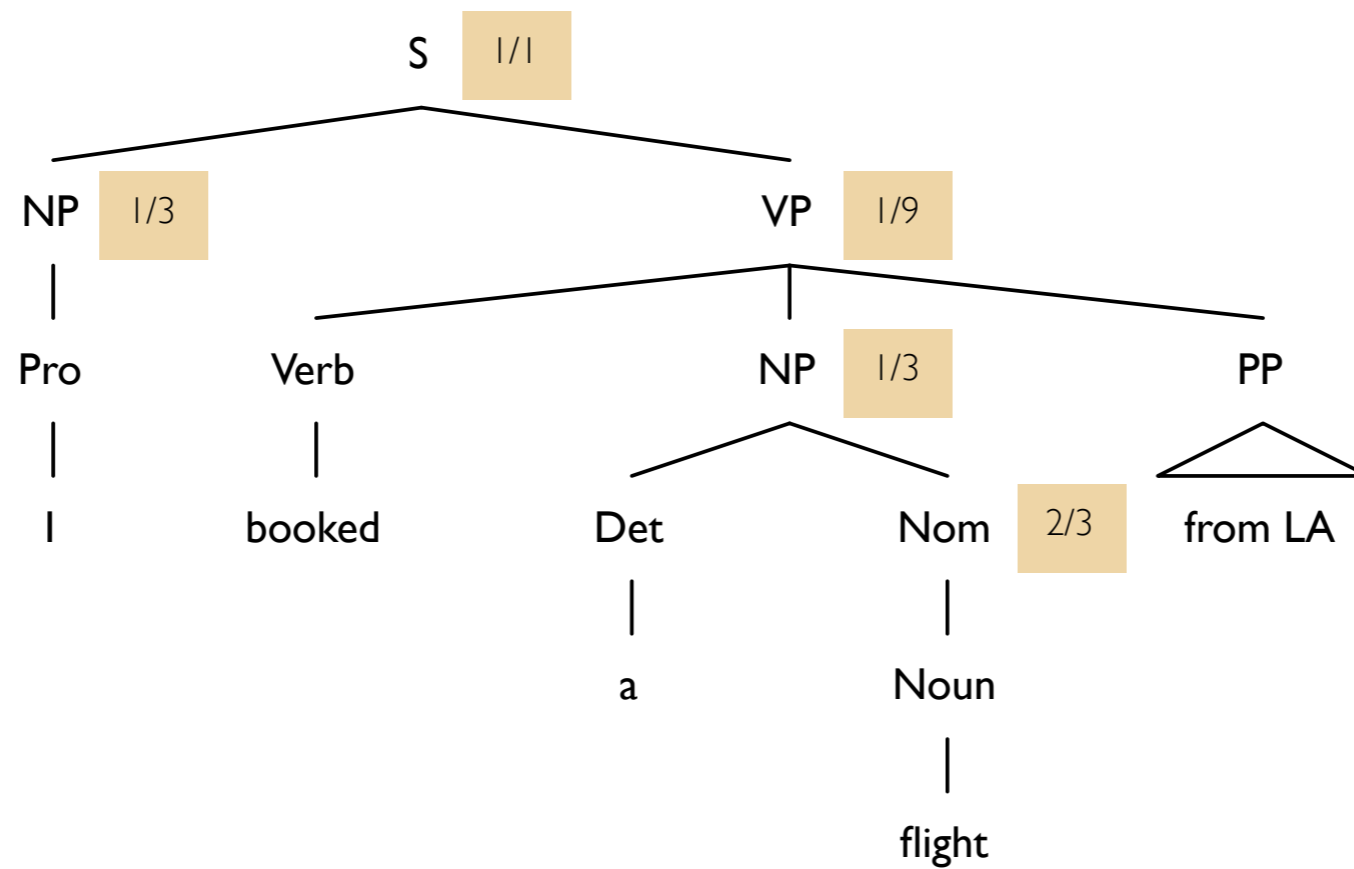 S 1/1
NP 1/3 VP 1/9
Pro Verb NP 1/3 PP
I booked Det Nom 2/3 from LA
a Noun
flight